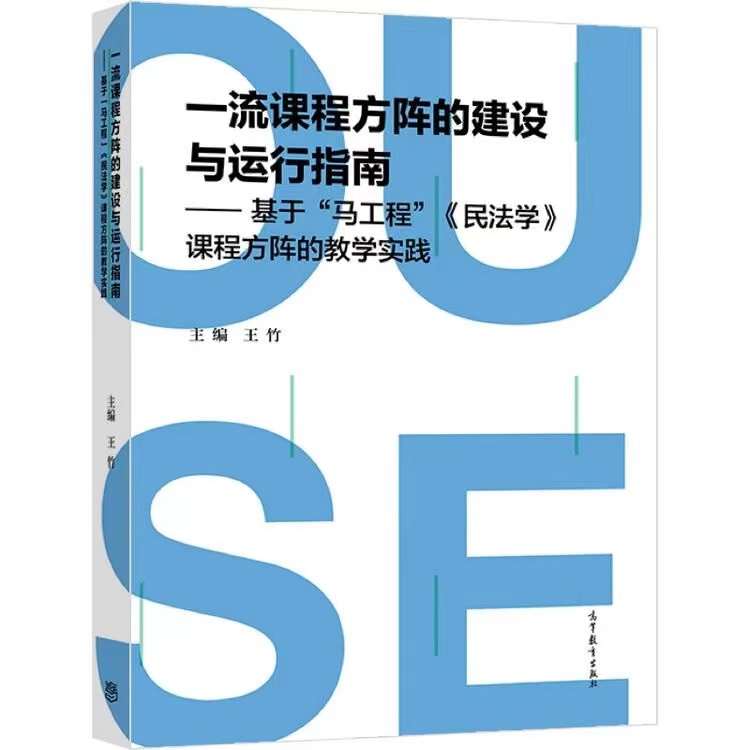 OU
一流课程方阵的建设
与运行指南
—— 基于“马工程”《民法学》
课程方阵的教学实践
主编 王竹
SE
高等教育出版社
一流课程方阵的建设与运行指南
——基于“马工程”《民法学》课程方阵的教学实践
主编 王竹